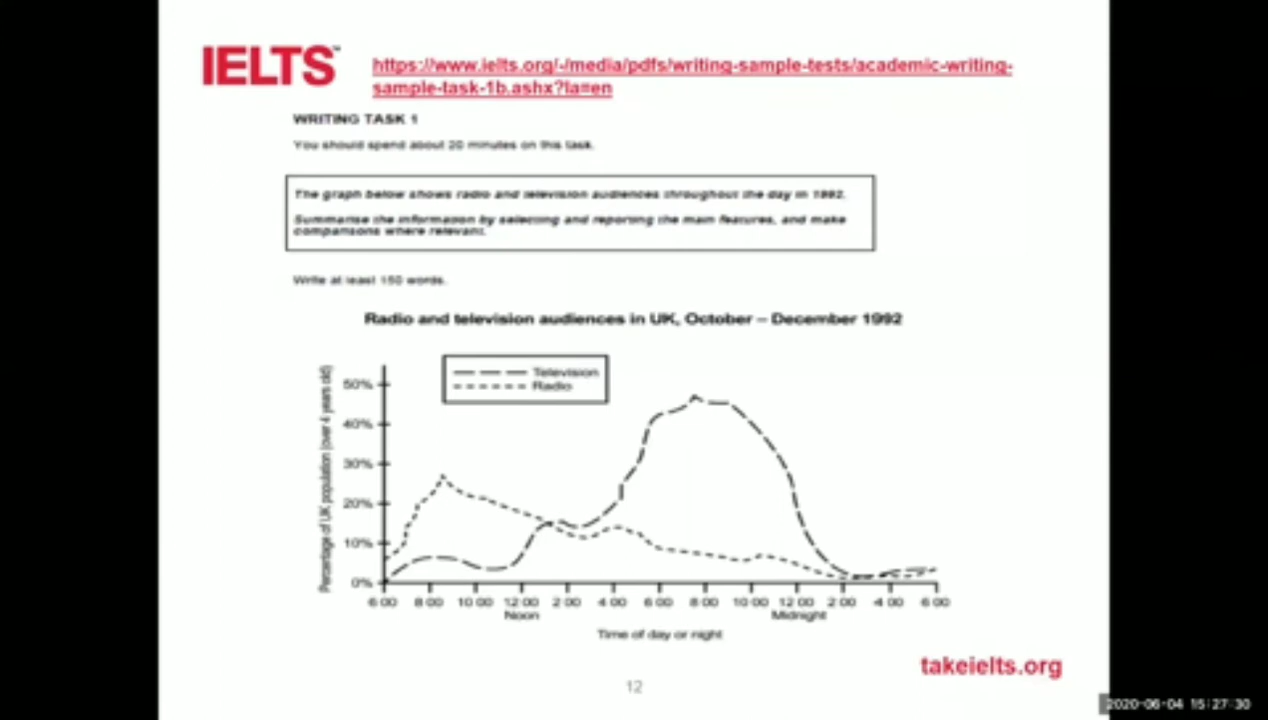 IELTS™
https://www.ielts.org/-/media/pdfs/writing-sample-tests/academic-writing-
sample-task-1b.ashx?la=en
WRITING TASK 1
You should spend about 20 minutes on this task.
The graph below shows radio and television audiences throughout the day in 1992.
Summarise the information by selecting and reporting the main features, and make
comparisons where relevant.
Write at least 150 words.
Radio and television audiences in UK, October – December 1992
Television
Radio
Percentage of UK population (over 4 years old)
50%
40%
30%
20%
10%
0%
6 00 8 00 10 00 12 00 2 00 4 00 6 00 8 00 10 00 12 00 2 00 4 00 6 00
Noon Midnight
Time of day or night
takeielts.org
12
2020-06-04 15:27:30